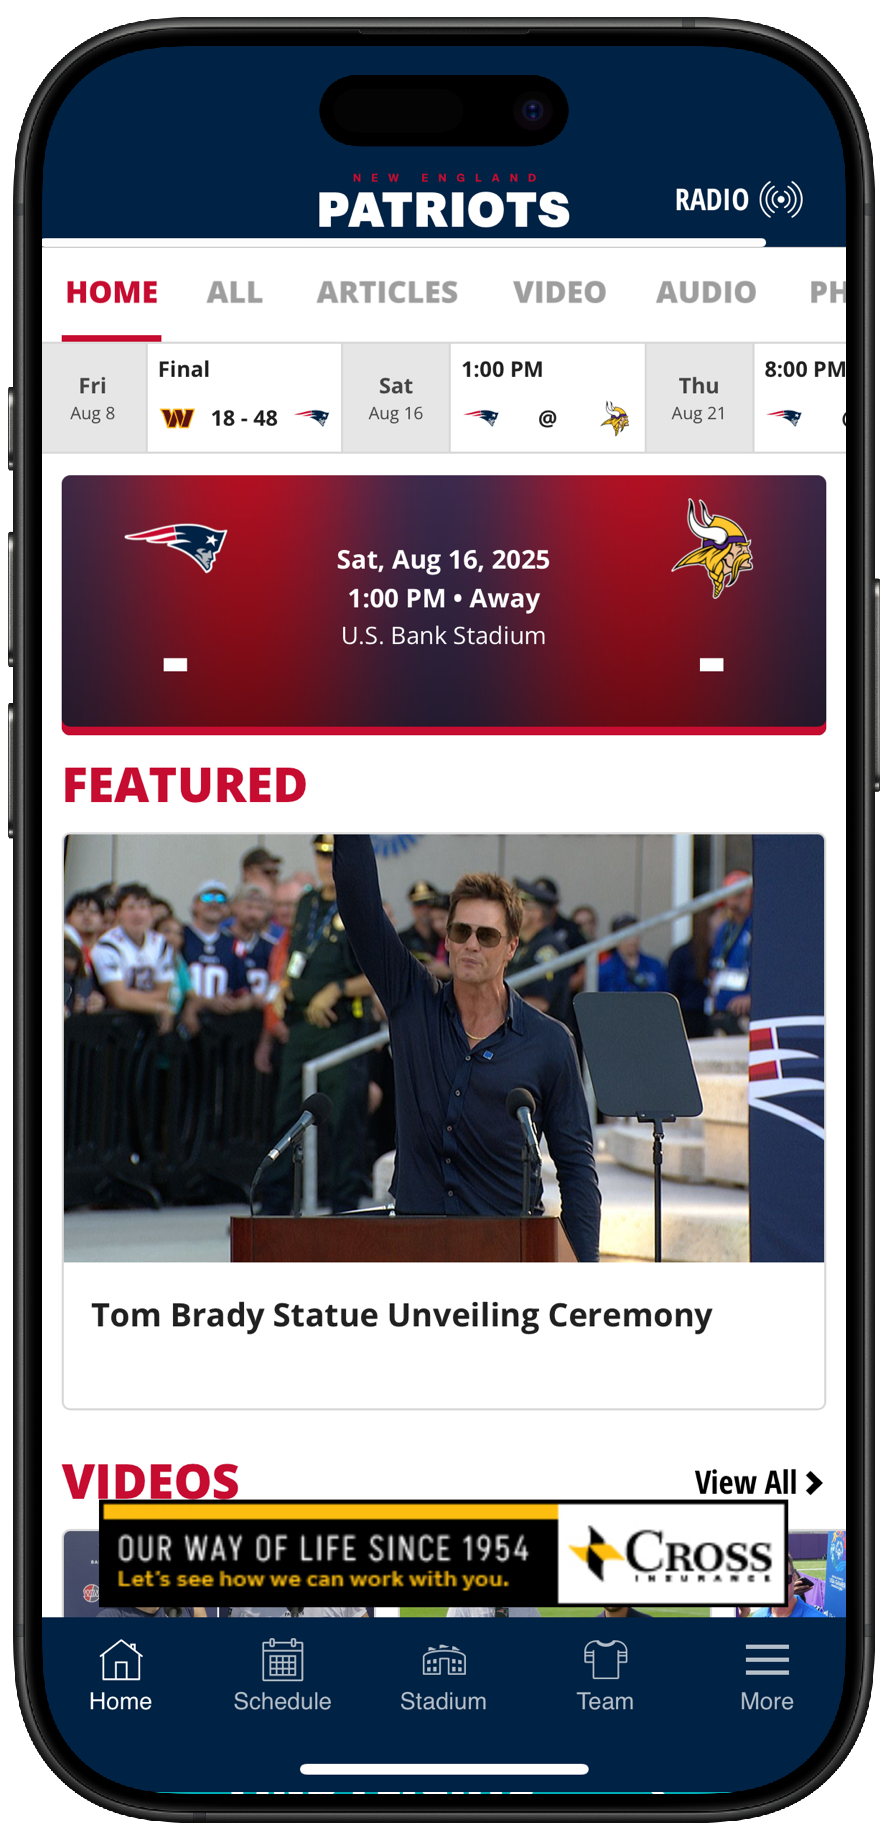 NEW ENGLAND
PATRIOTS
RADIO
HOME ALL ARTICLES VIDEO AUDIO PH
Fri
Aug 8
Final
18 - 48
Sat
Aug 16
1:00 PM
@
Thu
Aug 21
8:00 PM
Sat, Aug 16, 2025
1:00 PM • Away
U.S. Bank Stadium
-
-
FEATURED
10
Tom Brady Statue Unveiling Ceremony
VIDEOS
View All
OUR WAY OF LIFE SINCE 1954
Let's see how we can work with you.
CROSS
INSURANCE
Home Schedule Stadium Team More